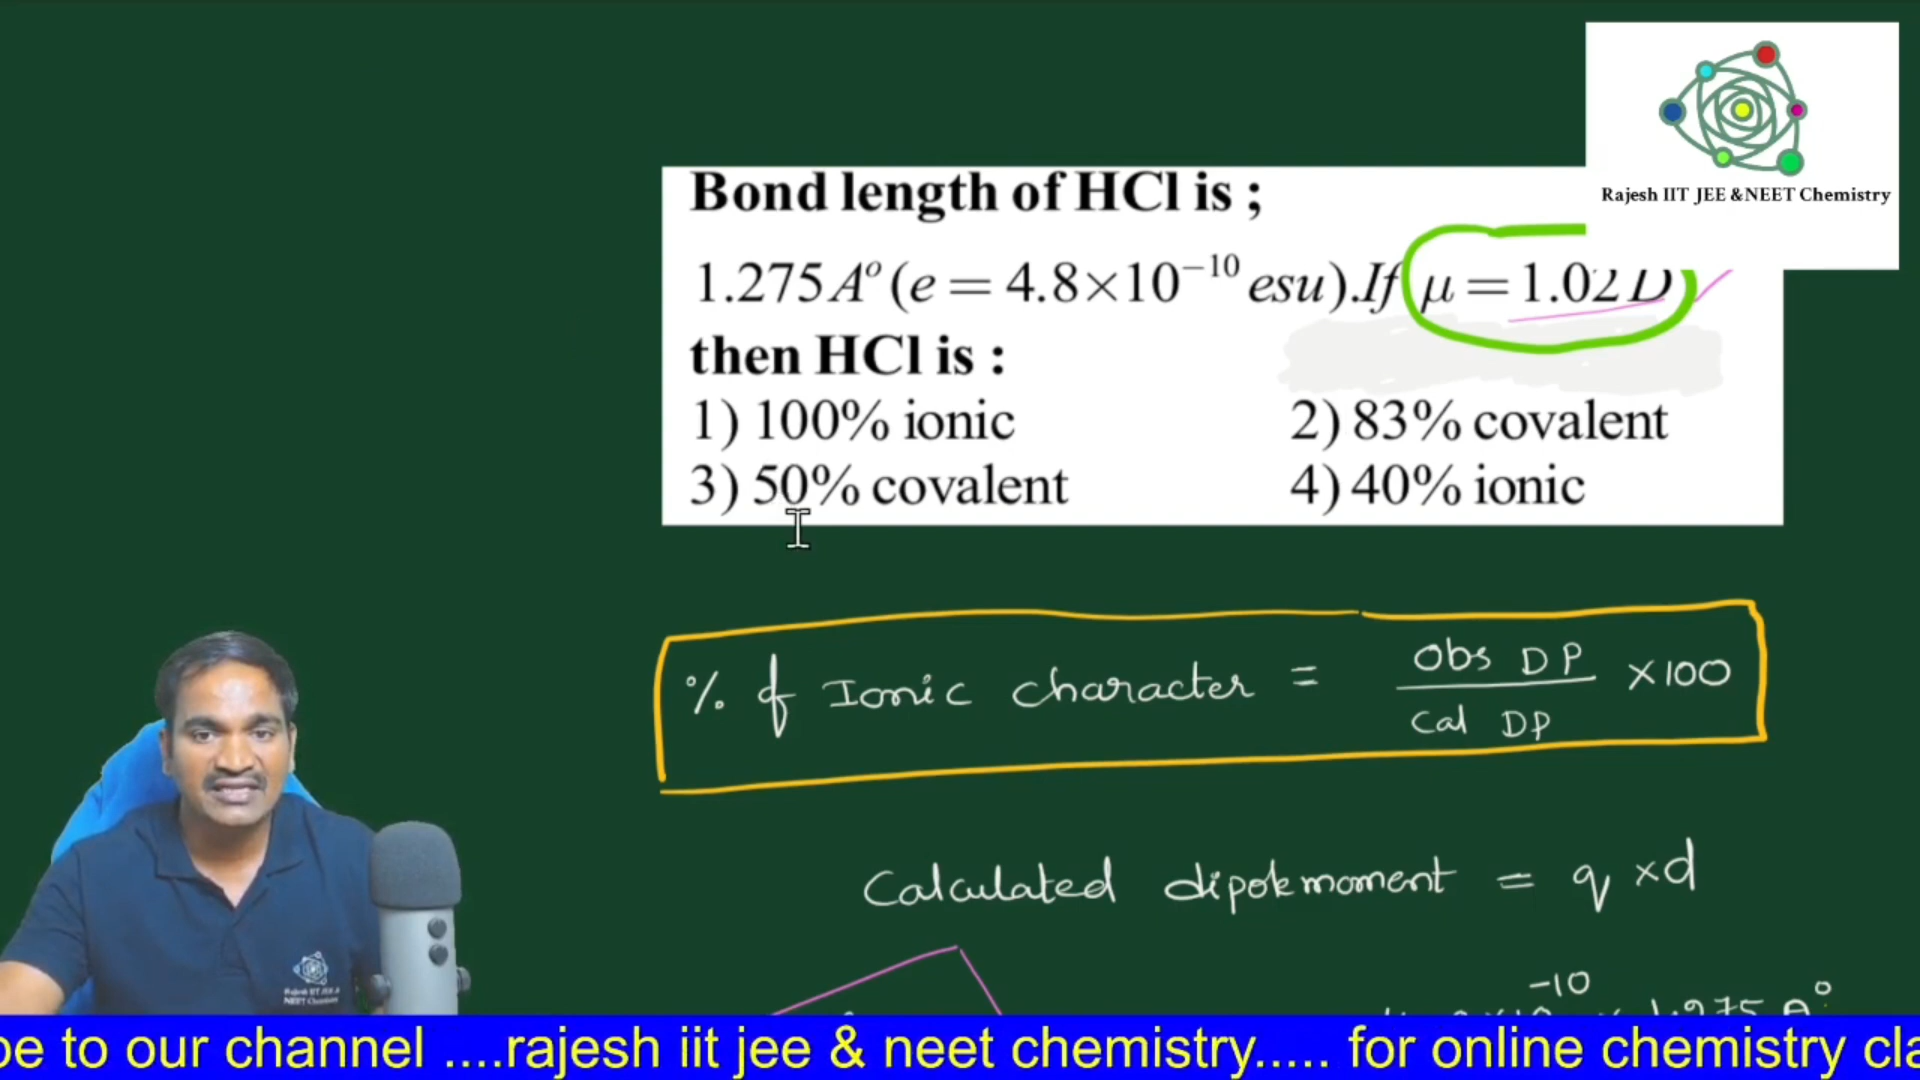 Rajesh IIT JEE &NEET Chemistry
Bond length of HCl is ;
1.275 Aº (e = 4.8×10⁻¹⁰ esu).If μ = 1.02 D
then HCl is :
1) 100% ionic 2) 83% covalent
3) 50% covalent 4) 40% ionic
% of Ionic character = Obs DP / Cal DP ×100
Calculated dipolemoment = q ×d
NEET Chemistry
be to our channel ....rajesh iit jee & neet chemistry..... for online chemistry cla